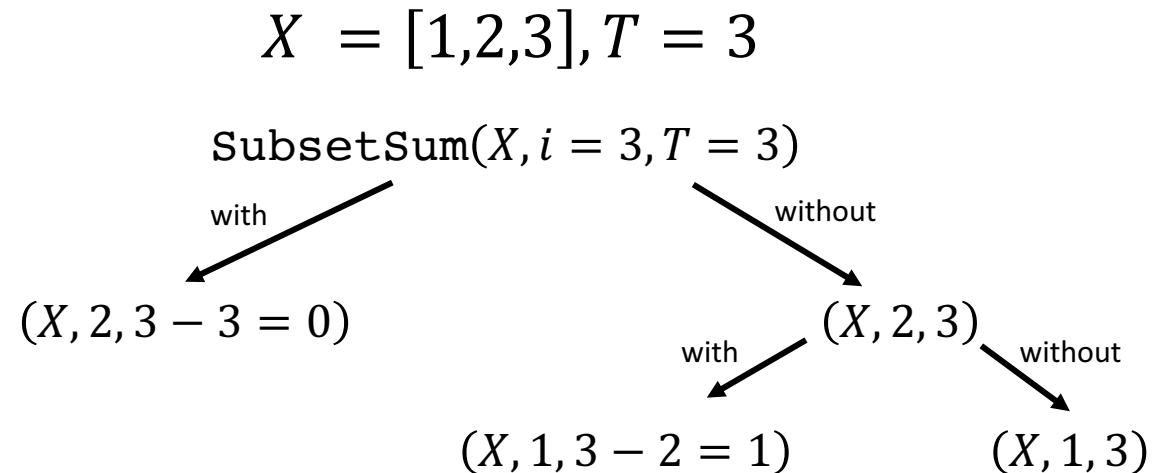 X = [1,2,3], T = 3
SubsetSum(X, i = 3, T = 3)
with
without
(X, 2, 3 − 3 = 0)
(X, 2, 3)
with
without
(X, 1, 3 − 2 = 1)
(X, 1, 3)